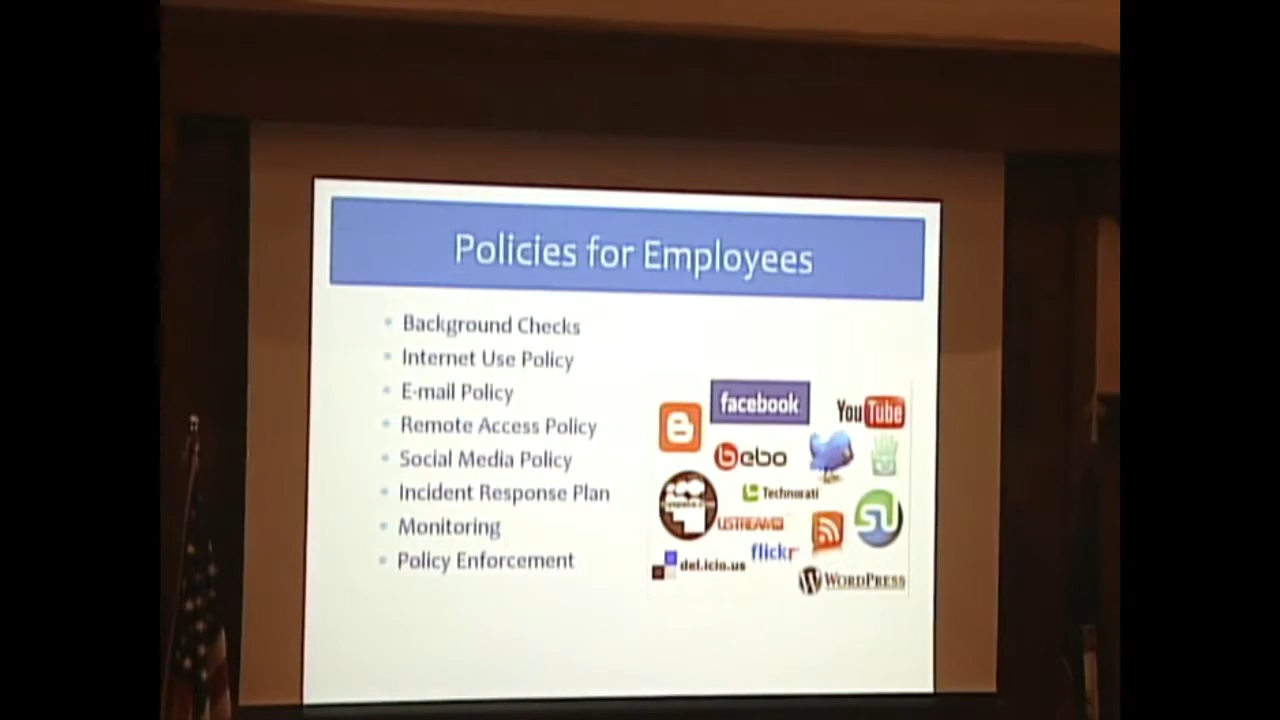 Policies for Employees
Background Checks
Internet Use Policy
E-mail Policy
Remote Access Policy
Social Media Policy
Incident Response Plan
Monitoring
Policy Enforcement
facebook
YouTube
bebo
Technorati
USTREAM
SU
flickr
del.icio.us
WORDPRESS